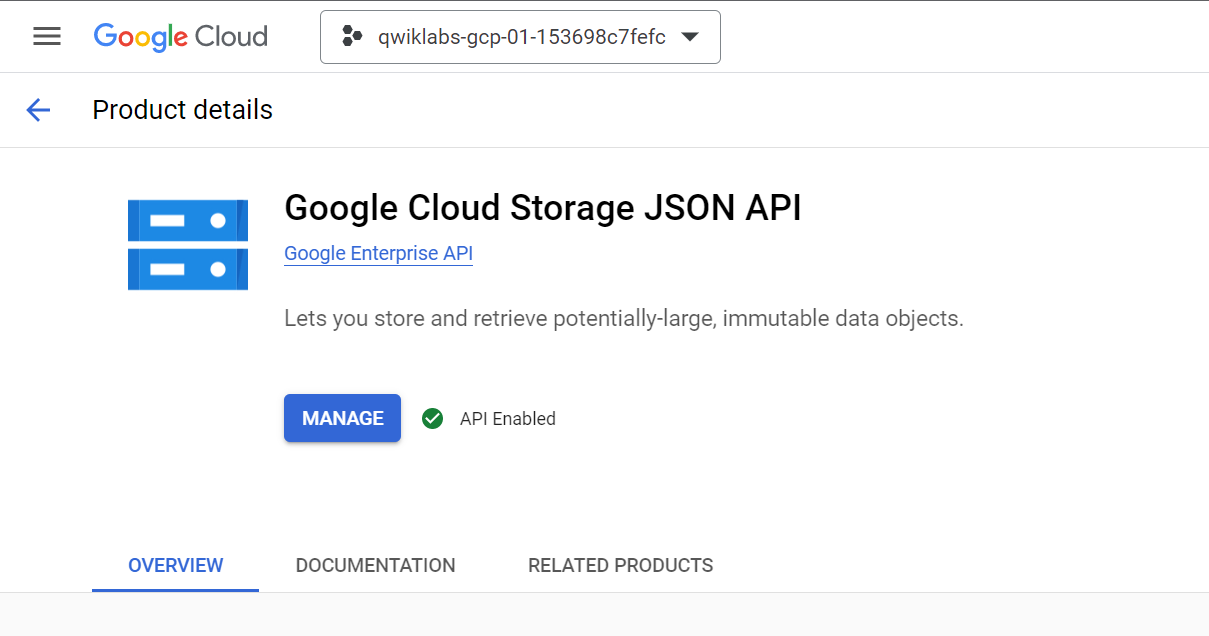 Google Cloud
qwiklabs-gcp-01-153698c7fefc
Product details
Google Cloud Storage JSON API
Google Enterprise API
Lets you store and retrieve potentially-large, immutable data objects.
MANAGE
API Enabled
OVERVIEW
DOCUMENTATION
RELATED PRODUCTS